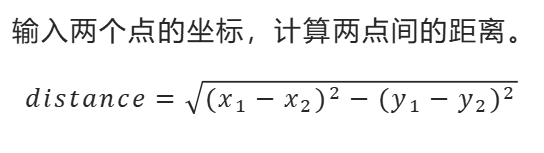 输入两个点的坐标，计算两点间的距离。
distance = √(x₁ − x₂)² − (y₁ − y₂)²